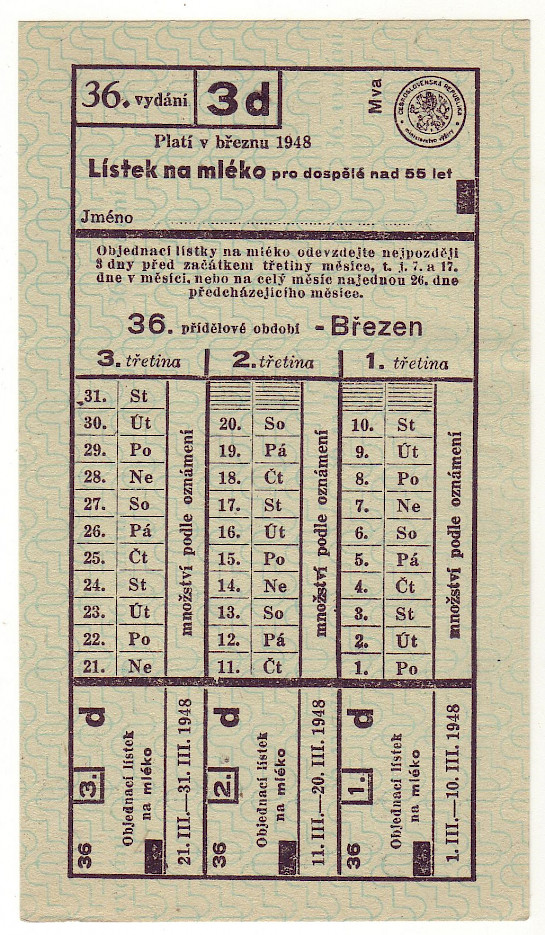 36. vydání
3d
Mva
ČESKOSLOVENSKÁ REPUBLIKA
Ministerstvo výživy
Platí v březnu 1948
Lístek na mléko pro dospělé nad 55 let
Jméno
Objednací lístky na mléko odevzdejte nejpozději
3 dny před začátkem třetiny měsíce, t. j. 7. a 17.
dne v měsíci, nebo na celý měsíc najednou 26. dne
předcházejícího měsíce.
36. přídělové období - Březen
3. třetina
2. třetina
1. třetina
31. St
30. Út 20. So 10. St
29. Po 19. Pá 9. Út
28. Ne 18. Čt 8. Po
27. So 17. St 7. Ne
26. Pá 16. Út 6. So
25. Čt 15. Po 5. Pá
24. St 14. Ne 4. Čt
23. Út 13. So 3. St
22. Po 12. Pá 2. Út
21. Ne 11. Čt 1. Po
množství podle oznámení
množství podle oznámení
množství podle oznámení
36 3. d
Objednací lístek
na mléko
21. III.—31. III. 1948
36 2. d
Objednací lístek
na mléko
11. III.—20. III. 1948
36 1. d
Objednací lístek
na mléko
1. III.—10. III. 1948